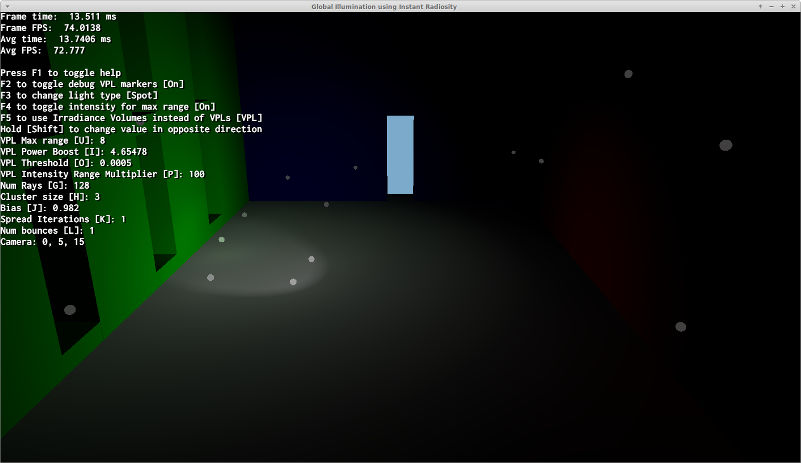 Global Illumination using Instant Radiosity
Frame time: 13.511 ms
Frame FPS: 74.0138
Avg time: 13.7406 ms
Avg FPS: 72.777
Press F1 to toggle help
F2 to toggle debug VPL markers [On]
F3 to change light type [Spot]
F4 to toggle intensity for max range [On]
F5 to use Irradiance Volumes instead of VPLs [VPL]
Hold [Shift] to change value in opposite direction
VPL Max range [U]: 8
VPL Power Boost [I]: 4.65478
VPL Threshold [O]: 0.0005
VPL Intensity Range Multiplier [P]: 100
Num Rays [G]: 128
Cluster size [H]: 3
Bias [J]: 0.982
Spread Iterations [K]: 1
Num bounces [L]: 1
Camera: 0, 5, 15